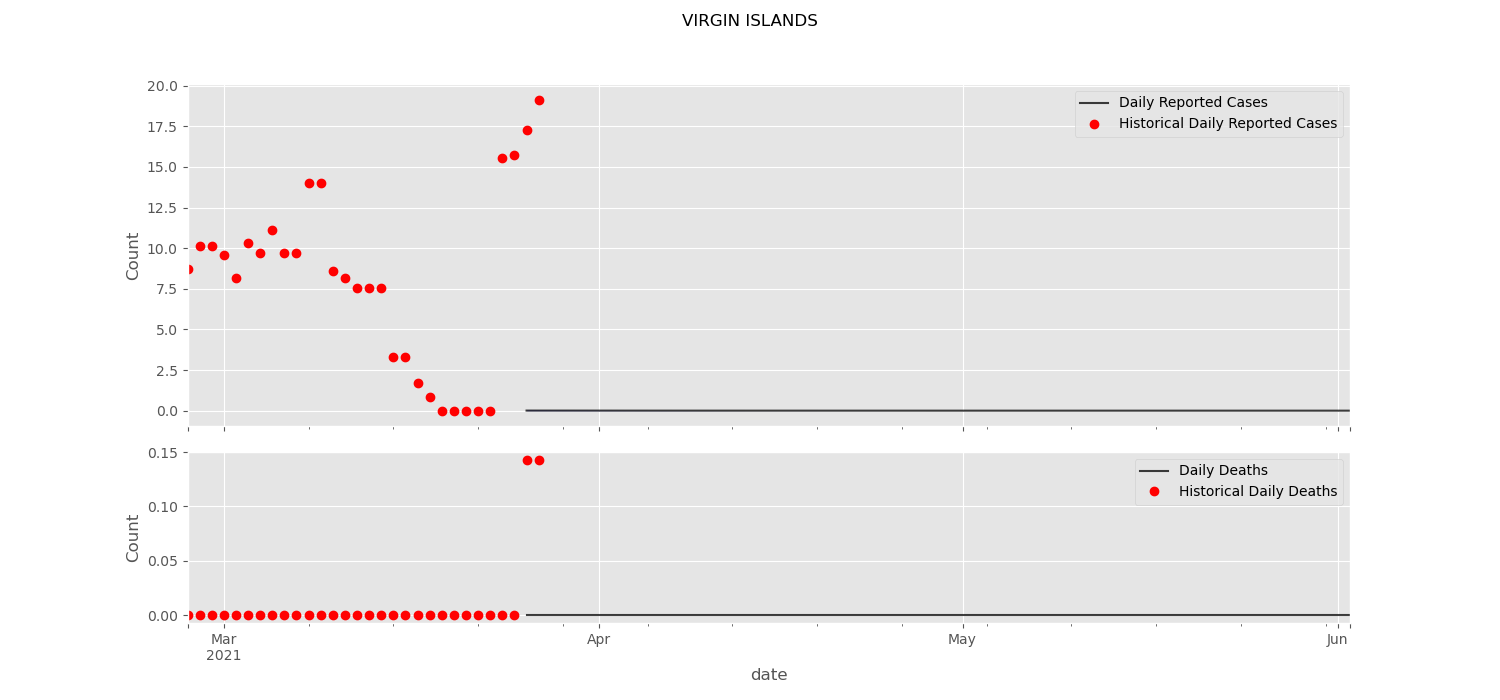 VIRGIN ISLANDS
20.0
17.5
15.0
12.5
10.0
7.5
5.0
2.5
0.0
Count
Daily Reported Cases
Historical Daily Reported Cases
0.15
0.10
0.05
0.00
Count
Daily Deaths
Historical Daily Deaths
Mar Apr May Jun
2021
date